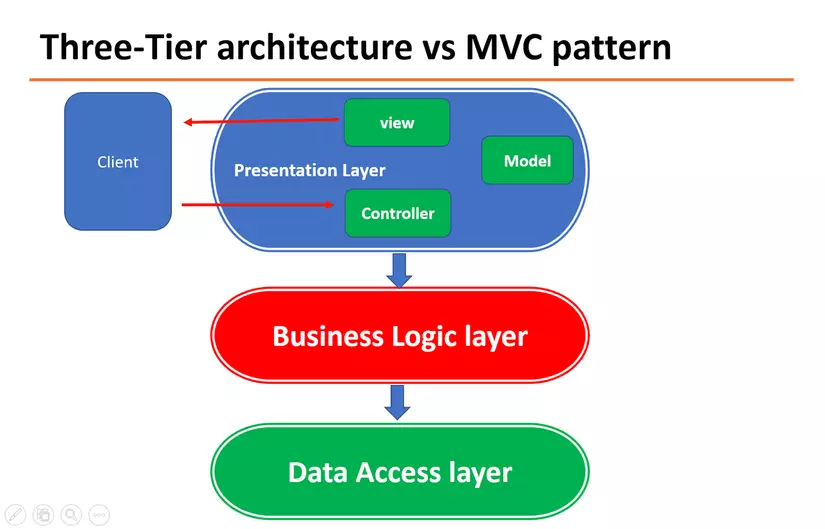 Three-Tier architecture vs MVC pattern
Client
view
Model
Presentation Layer
Controller
Business Logic layer
Data Access layer